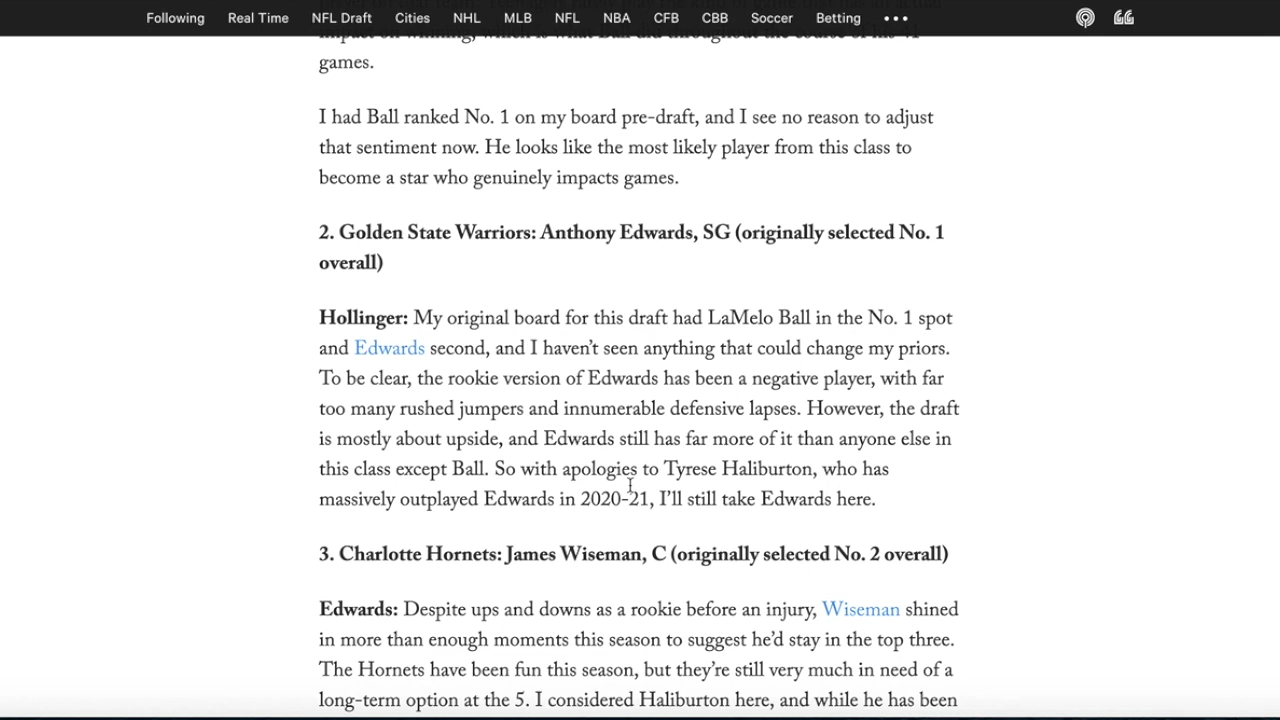 Following Real Time NFL Draft Cities NHL MLB NFL NBA CFB CBB Soccer Betting
games.
I had Ball ranked No. 1 on my board pre-draft, and I see no reason to adjust
that sentiment now. He looks like the most likely player from this class to
become a star who genuinely impacts games.
2. Golden State Warriors: Anthony Edwards, SG (originally selected No. 1
overall)
Hollinger: My original board for this draft had LaMelo Ball in the No. 1 spot
and Edwards second, and I haven’t seen anything that could change my priors.
To be clear, the rookie version of Edwards has been a negative player, with far
too many rushed jumpers and innumerable defensive lapses. However, the draft
is mostly about upside, and Edwards still has far more of it than anyone else in
this class except Ball. So with apologies to Tyrese Haliburton, who has
massively outplayed Edwards in 2020-21, I’ll still take Edwards here.
3. Charlotte Hornets: James Wiseman, C (originally selected No. 2 overall)
Edwards: Despite ups and downs as a rookie before an injury, Wiseman shined
in more than enough moments this season to suggest he’d stay in the top three.
The Hornets have been fun this season, but they’re still very much in need of a
long-term option at the 5. I considered Haliburton here, and while he has been